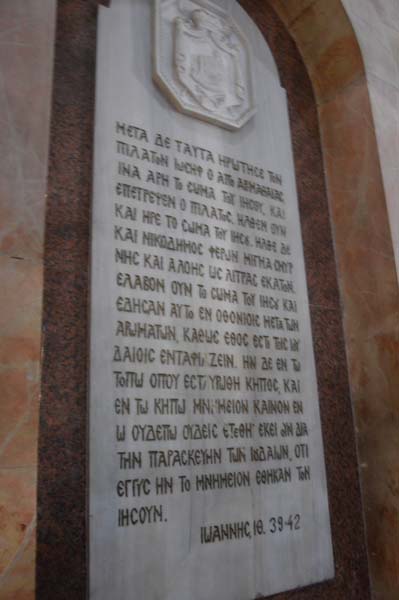 ΜΕΤΑ ΔΕ ΤΑΥΤΑ ΗΡΩΤΗΣΕ ΤΟΝ
ΠΙΛΑΤΟΝ ΙΩΣΗΦ Ο ΑΠΟ ΑΡΙΜΑΘΑΙΑΣ,
ΙΝΑ ΑΡΗ ΤΟ ΣΩΜΑ ΤΟΥ ΙΗΣΟΥ, ΚΑΙ
ΕΠΕΤΡΕΨΕΝ Ο ΠΙΛΑΤΟΣ. ΗΛΘΕΝ ΟΥΝ
ΚΑΙ ΗΡΕ ΤΟ ΣΩΜΑ ΤΟΥ ΙΗΣΟΥ. ΗΛΘΕ ΔΕ
ΚΑΙ ΝΙΚΟΔΗΜΟΣ ΦΕΡΩΝ ΜΙΓΜΑ ΣΜΥΡ
ΝΗΣ ΚΑΙ ΑΛΟΗΣ ΩΣ ΛΙΤΡΑΣ ΕΚΑΤΟΝ.
ΕΛΑΒΟΝ ΟΥΝ ΤΟ ΣΩΜΑ ΤΟΥ ΙΗΣΟΥ ΚΑΙ
ΕΔΗΣΑΝ ΑΥΤΟ ΕΝ ΟΘΟΝΙΟΙΣ ΜΕΤΑ ΤΩΝ
ΑΡΩΜΑΤΩΝ, ΚΑΘΩΣ ΕΘΟΣ ΕΣΤΙ ΤΟΙΣ ΙΟΥ
ΔΑΙΟΙΣ ΕΝΤΑΦΙΑΖΕΙΝ. ΗΝ ΔΕ ΕΝ ΤΩ
ΤΟΠΩ ΟΠΟΥ ΕΣΤΑΥΡΩΘΗ ΚΗΠΟΣ, ΚΑΙ
ΕΝ ΤΩ ΚΗΠΩ ΜΝΗΜΕΙΟΝ ΚΑΙΝΟΝ ΕΝ
Ω ΟΥΔΕΠΩ ΟΥΔΕΙΣ ΕΤΕΘΗ· ΕΚΕΙ ΟΥΝ ΔΙΑ
ΤΗΝ ΠΑΡΑΣΚΕΥΗΝ ΤΩΝ ΙΟΥΔΑΙΩΝ, ΟΤΙ
ΕΓΓΥΣ ΗΝ ΤΟ ΜΝΗΜΕΙΟΝ ΕΘΗΚΑΝ ΤΟΝ
ΙΗΣΟΥΝ.
ΙΩΑΝΝΗΣ, ΙΘ. 39-42